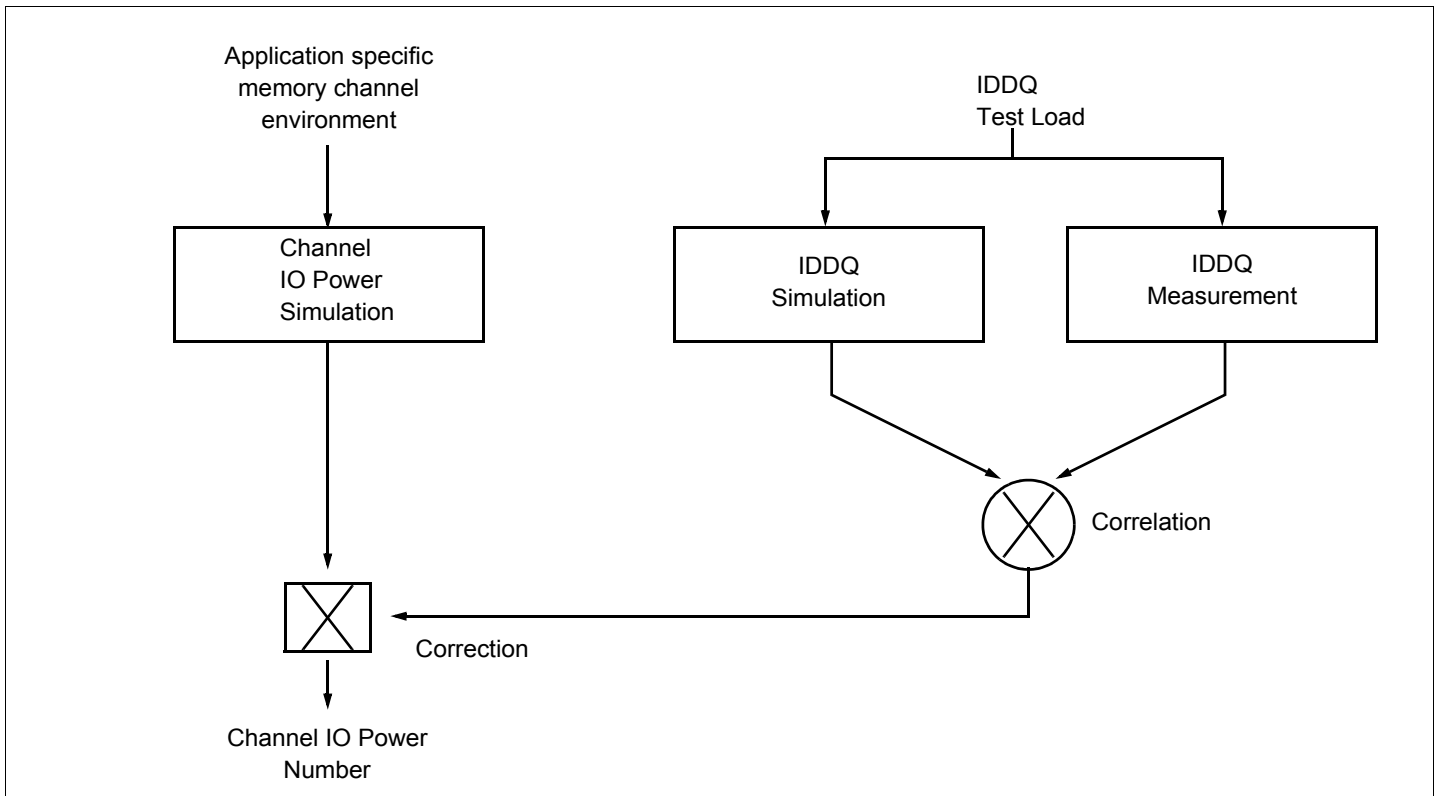 Application specific
memory channel
environment
IDDQ
Test Load
Channel
IO Power
Simulation
IDDQ
Simulation
IDDQ
Measurement
Correlation
Correction
Channel IO Power
Number